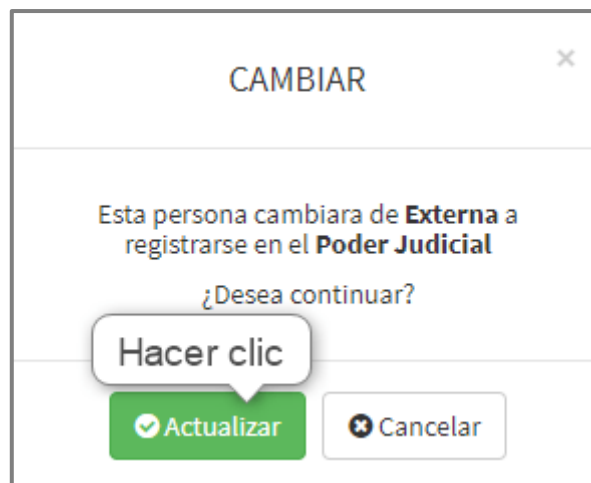 CAMBIAR
×
Esta persona cambiara de Externa a
registrarse en el Poder Judicial
¿Desea continuar?
Hacer clic
Actualizar
Cancelar